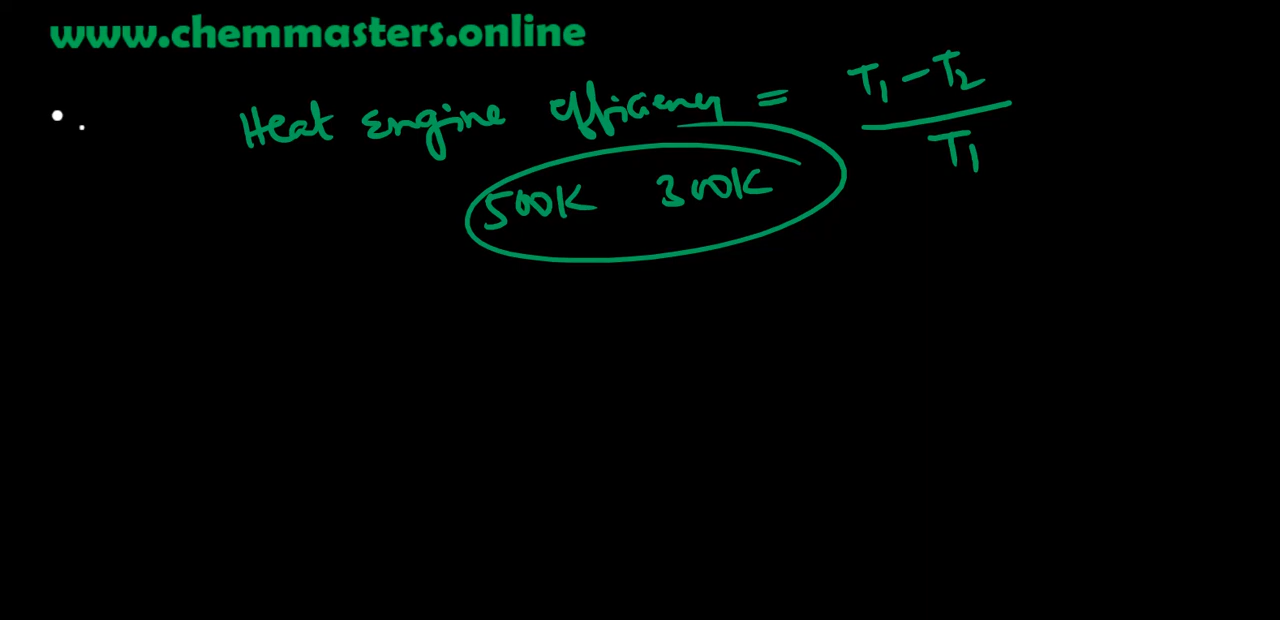 www.chemmasters.online
Heat Engine efficiency = T₁ - T₂ / T₁
500K 300K